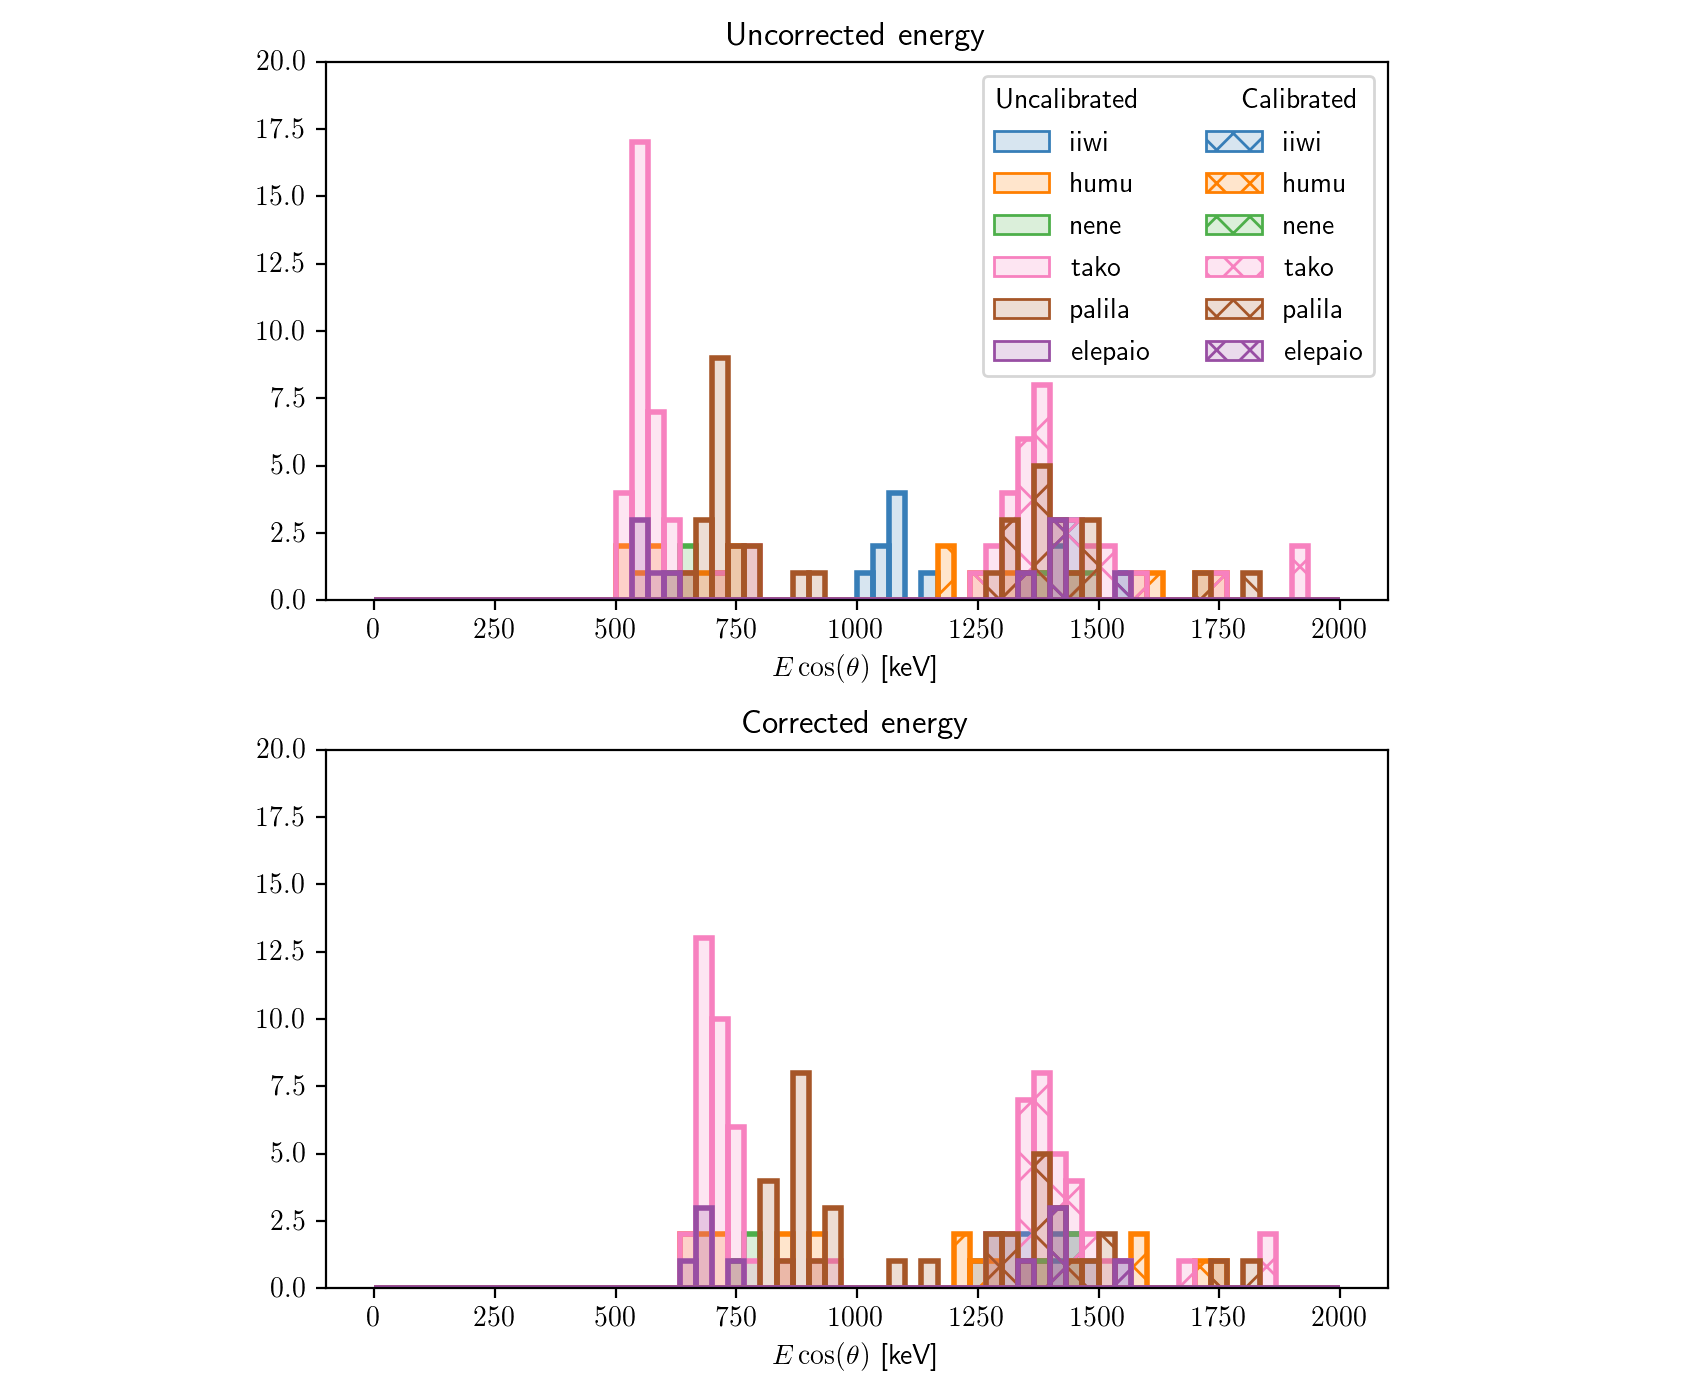 Uncorrected energy
20.0
17.5
15.0
12.5
10.0
7.5
5.0
2.5
0.0
Uncalibrated Calibrated
iiwi iiwi
humu humu
nene nene
tako tako
palila palila
elepaio elepaio
0 250 500 750 1000 1250 1500 1750 2000
E cos(θ) [keV]
Corrected energy
20.0
17.5
15.0
12.5
10.0
7.5
5.0
2.5
0.0
0 250 500 750 1000 1250 1500 1750 2000
E cos(θ) [keV]